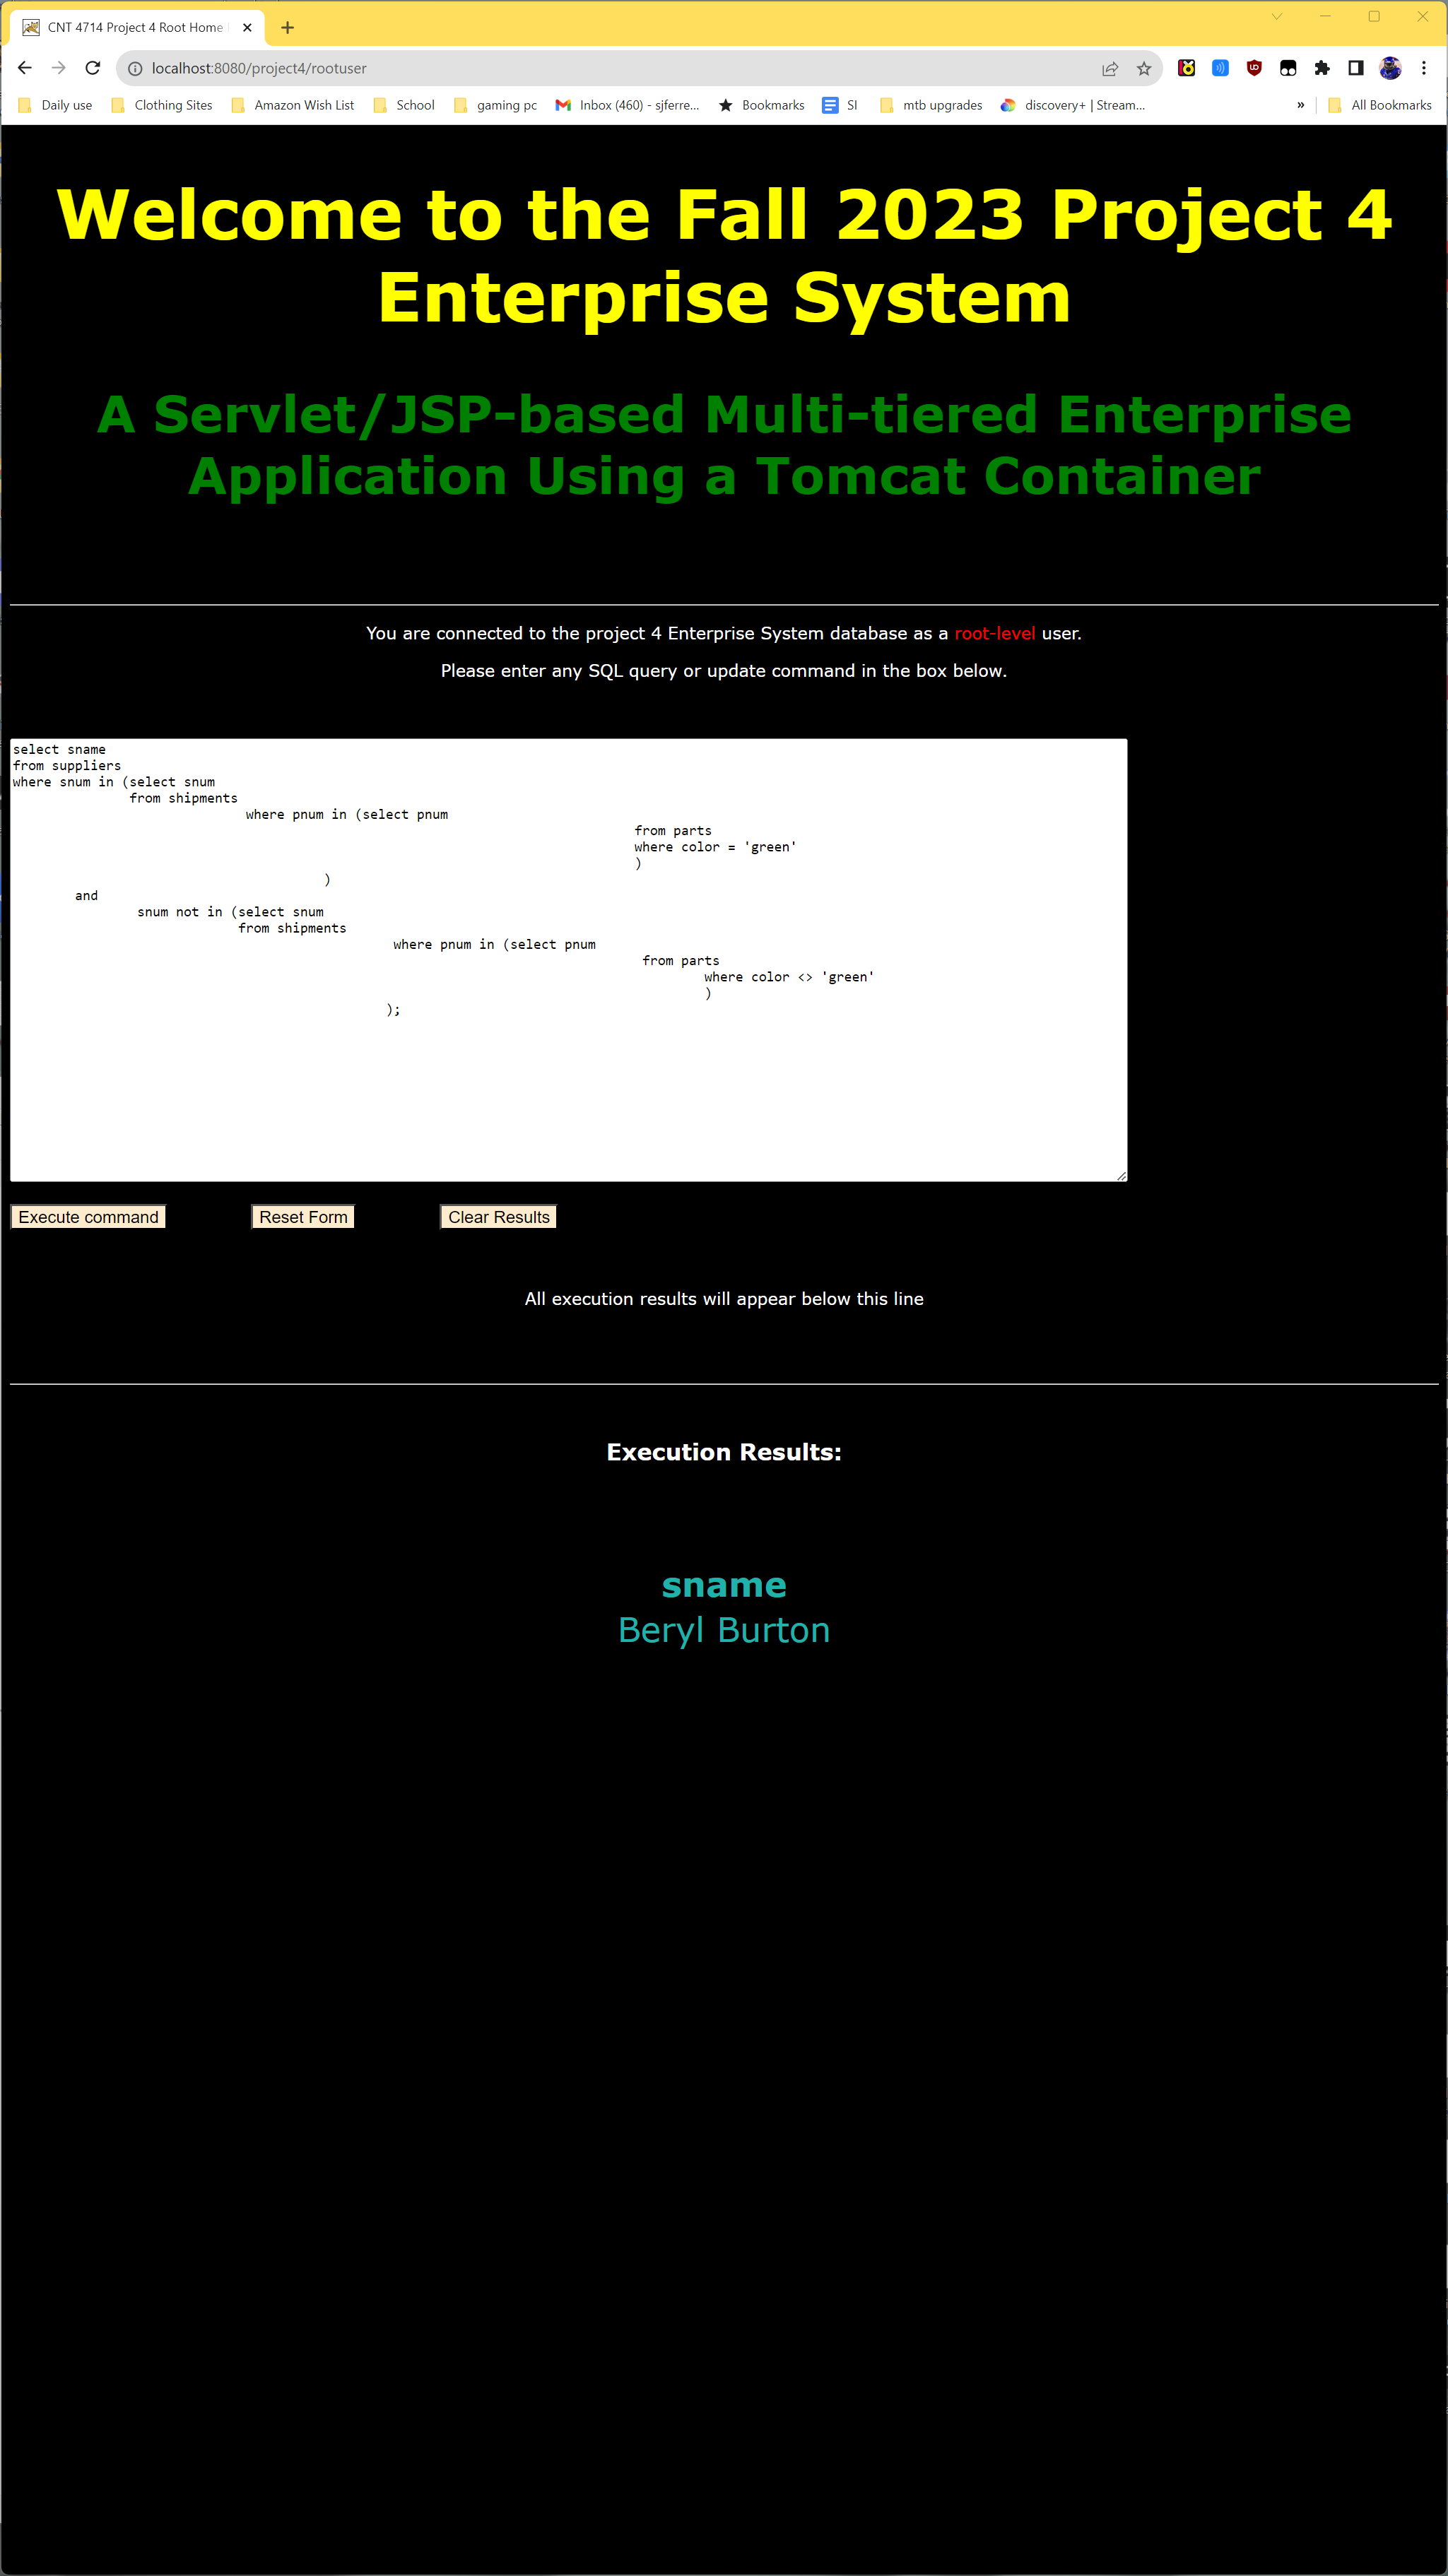 CNT 4714 Project 4 Root Home
localhost:8080/project4/rootuser
Daily use Clothing Sites Amazon Wish List School gaming pc Inbox (460) - sjferre... Bookmarks SI mtb upgrades discovery+ | Stream... » All Bookmarks
Welcome to the Fall 2023 Project 4
Enterprise System
A Servlet/JSP-based Multi-tiered Enterprise
Application Using a Tomcat Container
You are connected to the project 4 Enterprise System database as a root-level user.
Please enter any SQL query or update command in the box below.
select sname
from suppliers
where snum in (select snum
from shipments
where pnum in (select pnum
from parts
where color = 'green'
)
)
and
snum not in (select snum
from shipments
where pnum in (select pnum
from parts
where color <> 'green'
)
);
Execute command Reset Form Clear Results
All execution results will appear below this line
Execution Results:
sname
Beryl Burton